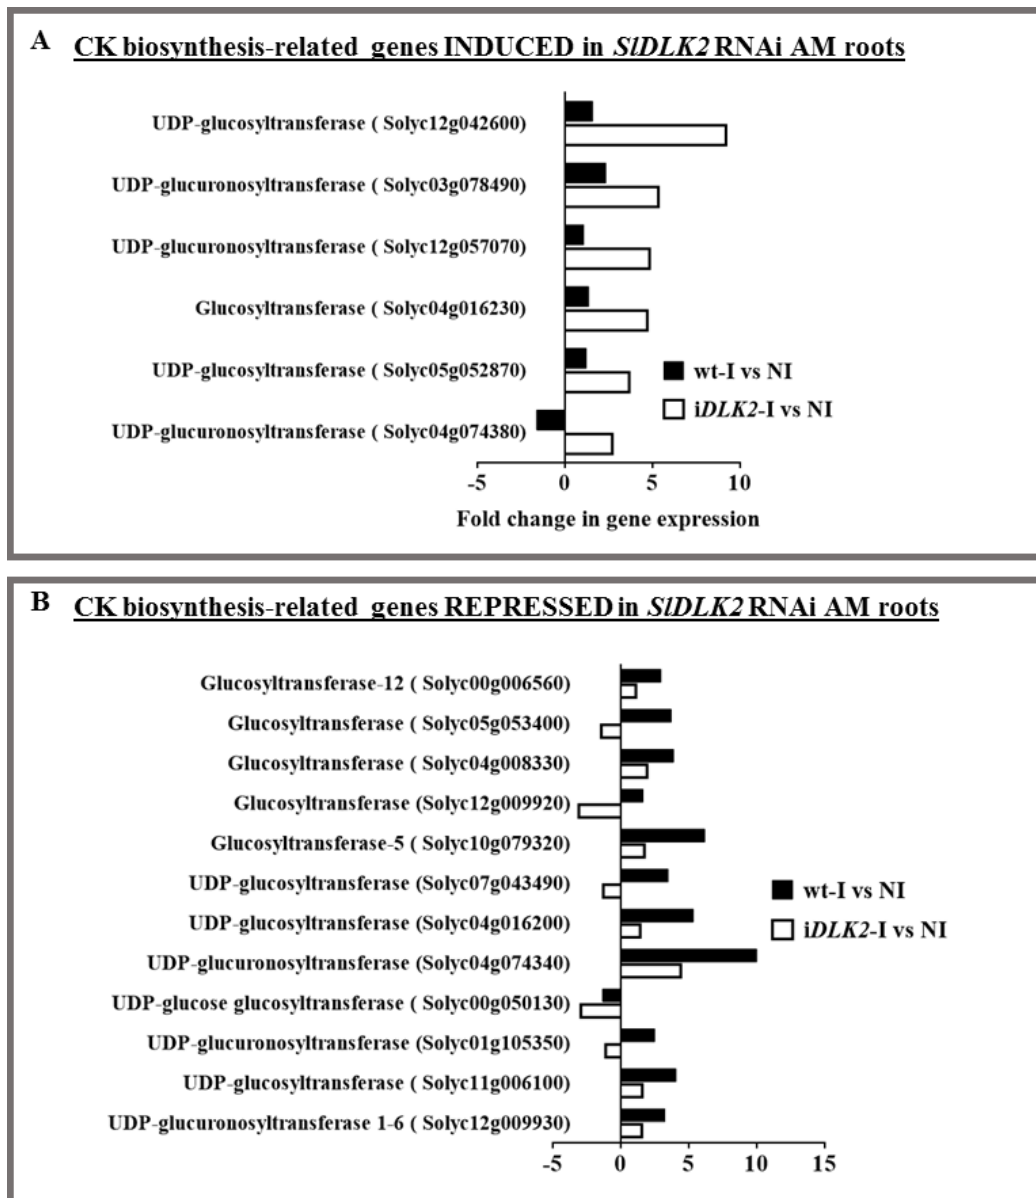 A CK biosynthesis-related genes INDUCED in SlDLK2 RNAi AM roots
UDP-glucosyltransferase ( Solyc12g042600)
UDP-glucuronosyltransferase ( Solyc03g078490)
UDP-glucuronosyltransferase ( Solyc12g057070)
Glucosyltransferase ( Solyc04g016230)
UDP-glucosyltransferase ( Solyc05g052870)
UDP-glucuronosyltransferase ( Solyc04g074380)
wt-I vs NI
iDLK2-I vs NI
-5 0 5 10
Fold change in gene expression
B CK biosynthesis-related genes REPRESSED in SlDLK2 RNAi AM roots
Glucosyltransferase-12 ( Solyc00g006560)
Glucosyltransferase ( Solyc05g053400)
Glucosyltransferase ( Solyc04g008330)
Glucosyltransferase (Solyc12g009920)
Glucosyltransferase-5 ( Solyc10g079320)
UDP-glucosyltransferase (Solyc07g043490)
UDP-glucosyltransferase ( Solyc04g016200)
UDP-glucuronosyltransferase (Solyc04g074340)
UDP-glucose glucosyltransferase (Solyc00g050130)
UDP-glucuronosyltransferase (Solyc01g105350)
UDP-glucosyltransferase ( Solyc11g006100)
UDP-glucuronosyltransferase 1-6 ( Solyc12g009930)
wt-I vs NI
iDLK2-I vs NI
-5 0 5 10 15